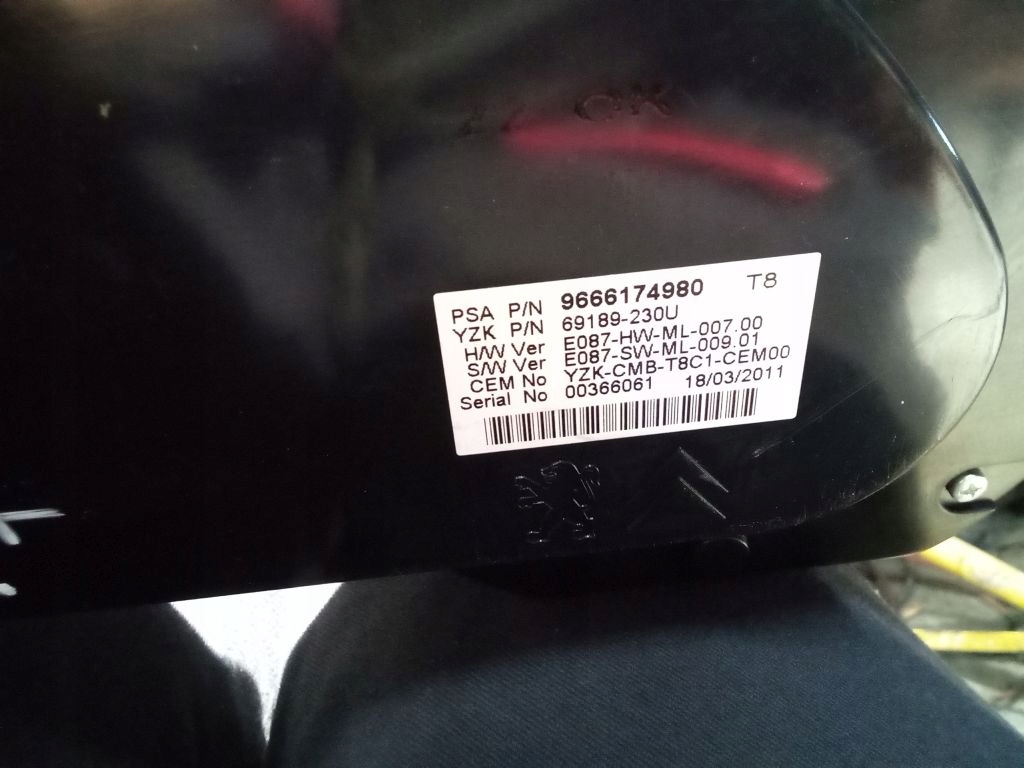 OK
PSA P/N 9666174980 T8
YZK P/N 69189-230U
H/W Ver E087-HW-ML-007.00
S/W Ver E087-SW-ML-009.01
CEM No YZK-CMB-T8C1-CEM00
Serial No 00366061 18/03/2011